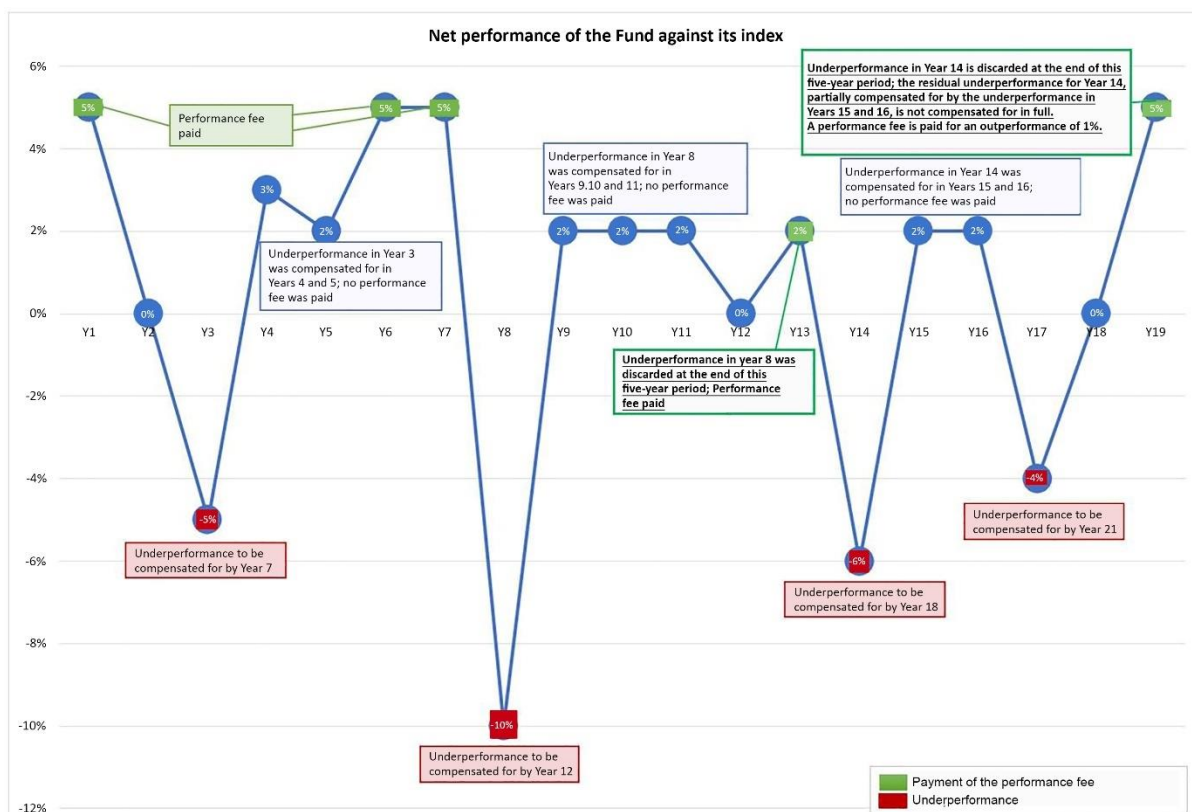 Net performance of the Fund against its index
6%
4%
2%
0%
-2%
-4%
-6%
-8%
-10%
-12%
Y1
Y2
Y3
Y4
Y5
Y6
Y7
Y8
Y9
Y10
Y11
Y12
Y13
Y14
Y15
Y16
Y17
Y18
Y19
5%
0%
-5%
3%
2%
5%
5%
-10%
2%
2%
2%
0%
2%
-6%
2%
2%
-4%
0%
5%
Performance fee
paid
Underperformance in Year 3
was compensated for in
Years 4 and 5; no performance
fee was paid
Underperformance to be
compensated for by Year 7
Underperformance in Year 8
was compensated for in
Years 9.10 and 11; no performance
fee was paid
Underperformance to be
compensated for by Year 12
Underperformance in year 8 was
discarded at the end of this
five-year period; Performance
fee paid
Underperformance in Year 14 was
compensated for in Years 15 and 16;
no performance fee was paid
Underperformance to be
compensated for by Year 18
Underperformance in Year 14 is discarded at the end of this
five-year period; the residual underperformance for Year 14,
partially compensated for by the underperformance in
Years 15 and 16, is not compensated for in full.
A performance fee is paid for an outperformance of 1%.
Underperformance to be
compensated for by Year 21
Payment of the performance fee
Underperformance